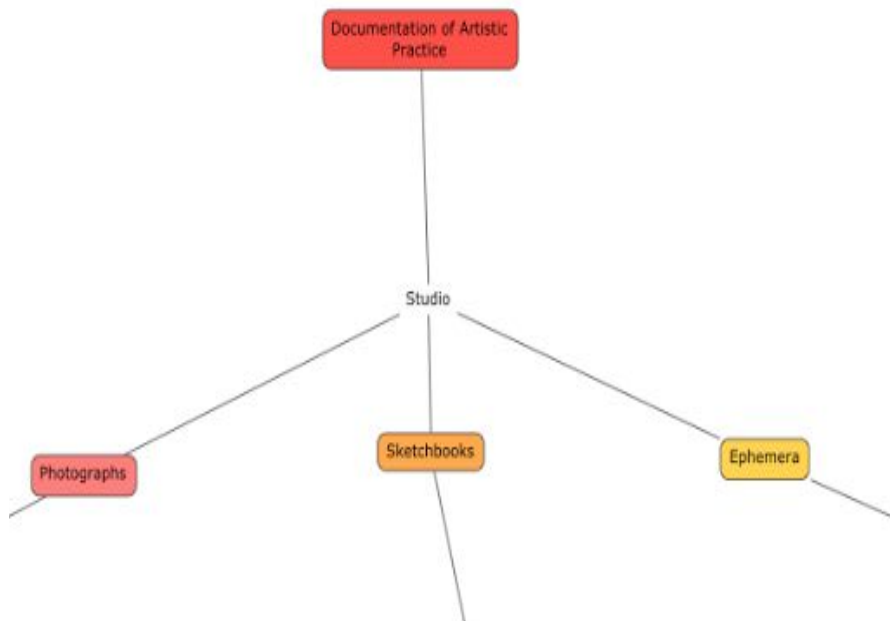 Documentation of Artistic
Practice
Studio
Photographs
Sketchbooks
Ephemera